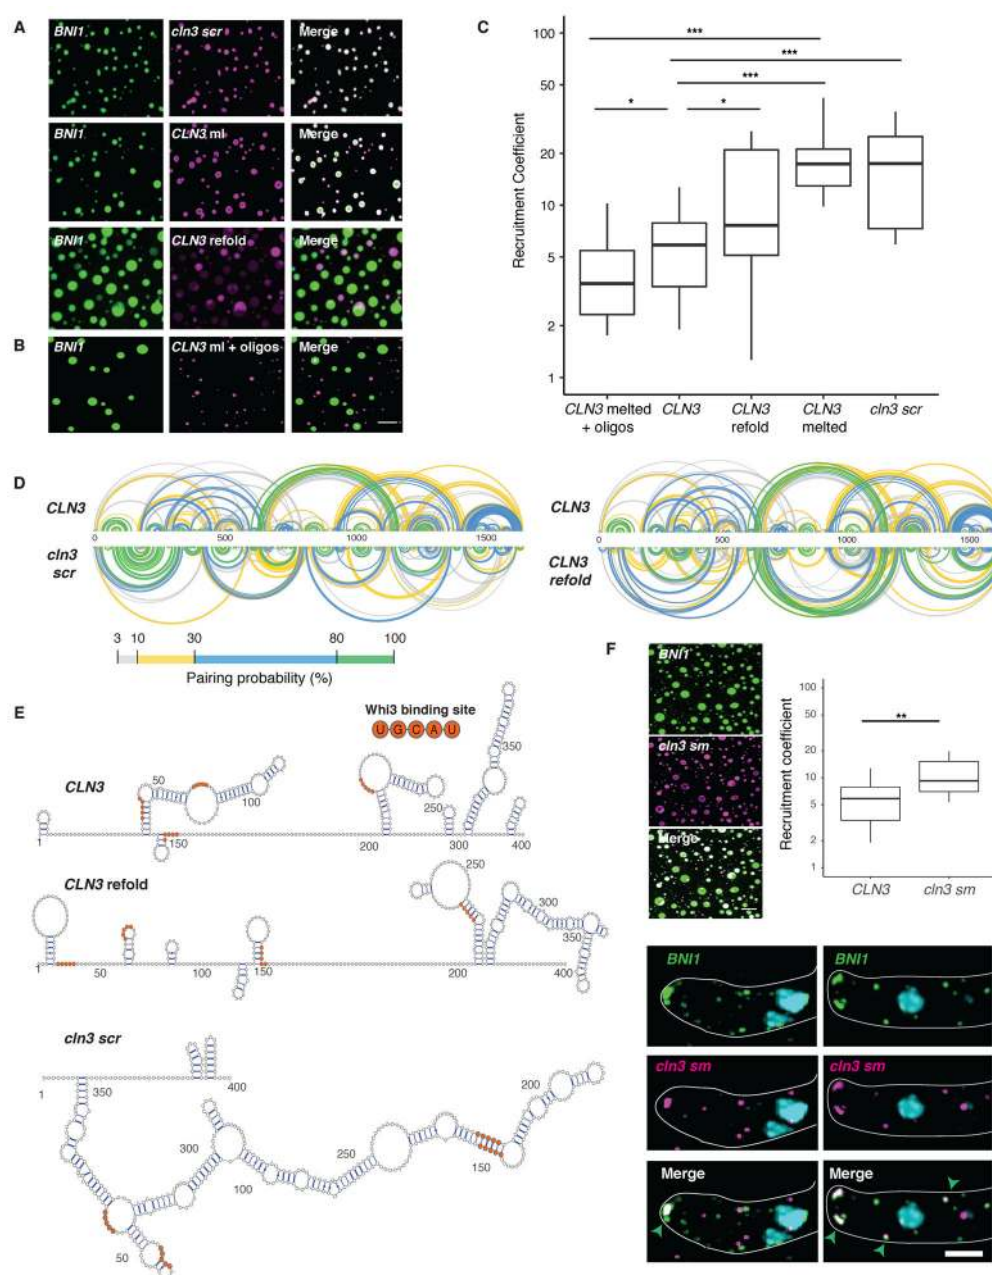 A
BNI1
cln3 scr
Merge
BNI1
CLN3 ml
Merge
BNI1
CLN3 refold
Merge
B
BNI1
CLN3 ml + oligos
Merge
C
Recruitment Coefficient
100
50
20
10
5
2
1
***
***
***
*
*
CLN3 melted
+ oligos
CLN3
CLN3
refold
CLN3
melted
cln3 scr
D
CLN3
cln3
scr
0
500
1000
1500
CLN3
CLN3
refold
0
500
1000
1500
3 10 30 80 100
Pairing probability (%)
E
Whi3 binding site
U G C A U
CLN3
1
50
100
150
200
250
300
350
400
CLN3 refold
1
50
100
150
200
250
300
350
400
cln3 scr
1
50
100
150
200
250
300
350
400
F
BNI1
cln3 sm
Merge
Recruitment coefficient
100
50
20
10
5
2
1
**
CLN3
cln3 sm
BNI1
BNI1
cln3 sm
cln3 sm
Merge
Merge